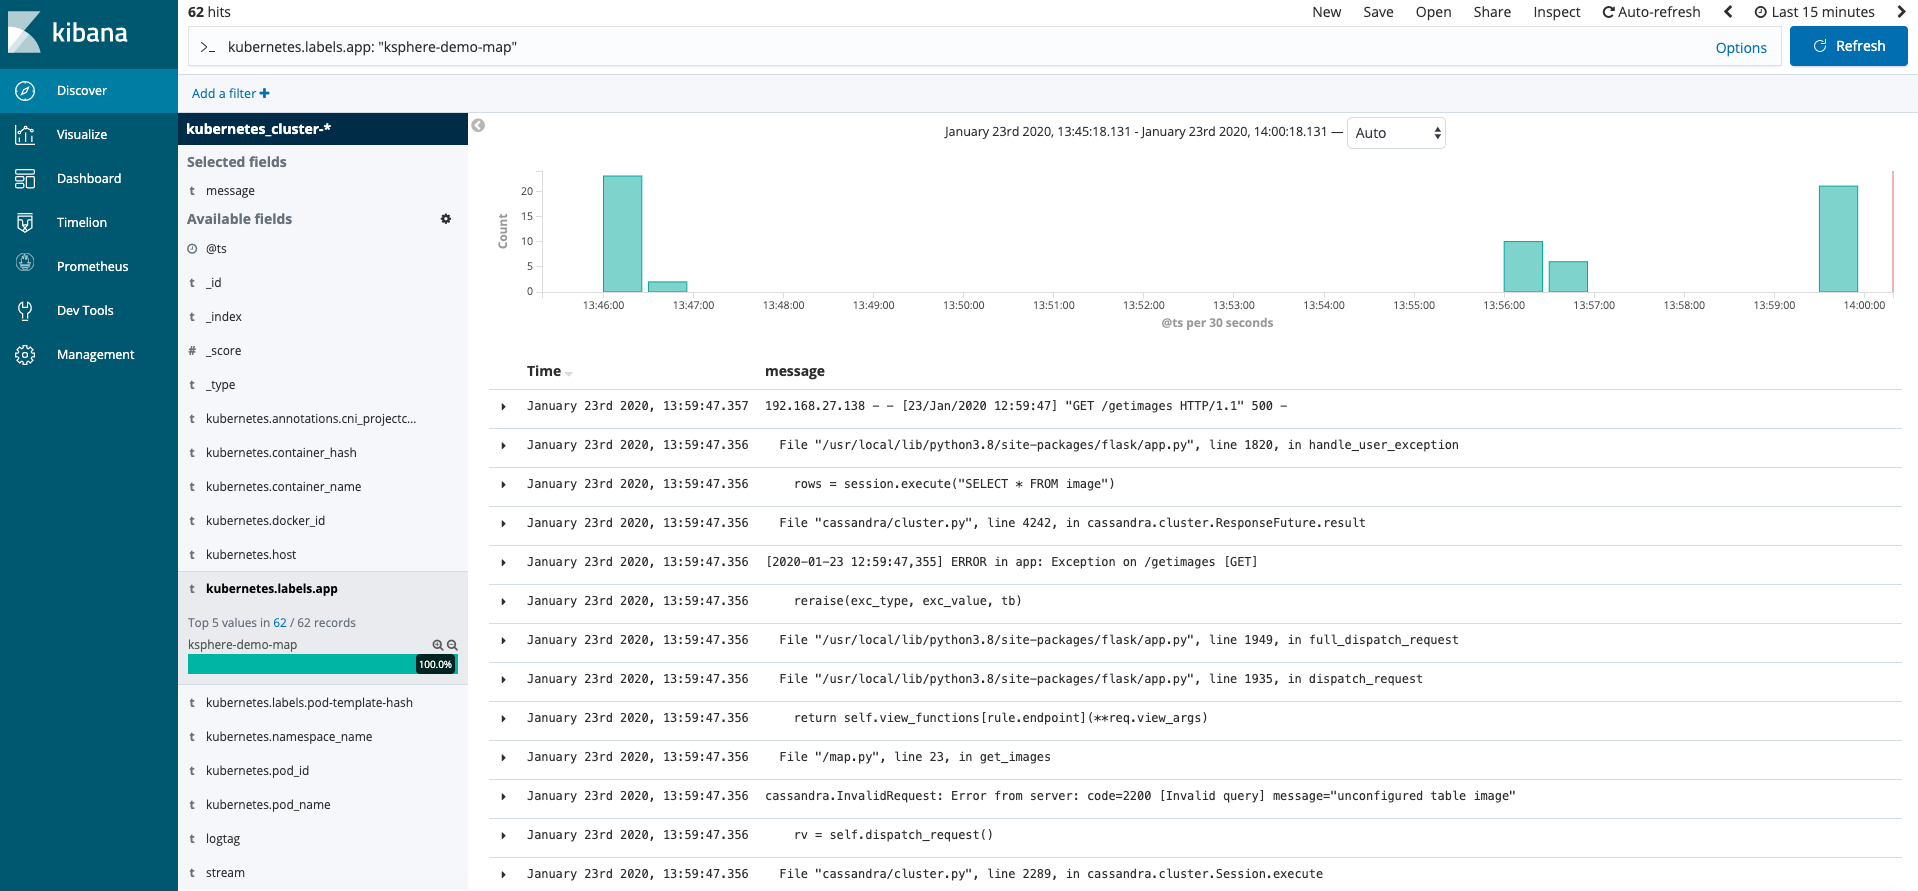 kibana
Discover
Visualize
Dashboard
Timelion
Prometheus
Dev Tools
Management
62 hits
New Save Open Share Inspect Auto-refresh Last 15 minutes
>_ kubernetes.labels.app: "ksphere-demo-map" Options Refresh
Add a filter +
kubernetes_cluster-*
Selected fields
t message
Available fields
@ts
t _id
t _index
# _score
t _type
t kubernetes.annotations.cni_projectc...
t kubernetes.container_hash
t kubernetes.container_name
t kubernetes.docker_id
t kubernetes.host
t kubernetes.labels.app
Top 5 values in 62 / 62 records
ksphere-demo-map
100.0%
t kubernetes.labels.pod-template-hash
t kubernetes.namespace_name
t kubernetes.pod_id
t kubernetes.pod_name
t logtag
t stream
January 23rd 2020, 13:45:18.131 - January 23rd 2020, 14:00:18.131 — Auto
Count
20
15
10
5
0
13:46:00 13:47:00 13:48:00 13:49:00 13:50:00 13:51:00 13:52:00 13:53:00 13:54:00 13:55:00 13:56:00 13:57:00 13:58:00 13:59:00 14:00:00
@ts per 30 seconds
Time message
January 23rd 2020, 13:59:47.357 192.168.27.138 - - [23/Jan/2020 12:59:47] "GET /getimages HTTP/1.1" 500 -
January 23rd 2020, 13:59:47.356 File "/usr/local/lib/python3.8/site-packages/flask/app.py", line 1820, in handle_user_exception
January 23rd 2020, 13:59:47.356 rows = session.execute("SELECT * FROM image")
January 23rd 2020, 13:59:47.356 File "cassandra/cluster.py", line 4242, in cassandra.cluster.ResponseFuture.result
January 23rd 2020, 13:59:47.356 [2020-01-23 12:59:47,355] ERROR in app: Exception on /getimages [GET]
January 23rd 2020, 13:59:47.356 reraise(exc_type, exc_value, tb)
January 23rd 2020, 13:59:47.356 File "/usr/local/lib/python3.8/site-packages/flask/app.py", line 1949, in full_dispatch_request
January 23rd 2020, 13:59:47.356 File "/usr/local/lib/python3.8/site-packages/flask/app.py", line 1935, in dispatch_request
January 23rd 2020, 13:59:47.356 return self.view_functions[rule.endpoint](**req.view_args)
January 23rd 2020, 13:59:47.356 File "/map.py", line 23, in get_images
January 23rd 2020, 13:59:47.356 cassandra.InvalidRequest: Error from server: code=2200 [Invalid query] message="unconfigured table image"
January 23rd 2020, 13:59:47.356 rv = self.dispatch_request()
January 23rd 2020, 13:59:47.356 File "cassandra/cluster.py", line 2289, in cassandra.cluster.Session.execute